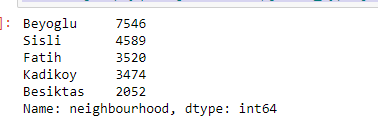 ]:
Beyoglu     7546
Sisli       4589
Fatih       3520
Kadikoy     3474
Besiktas    2052
Name: neighbourhood, dtype: int64